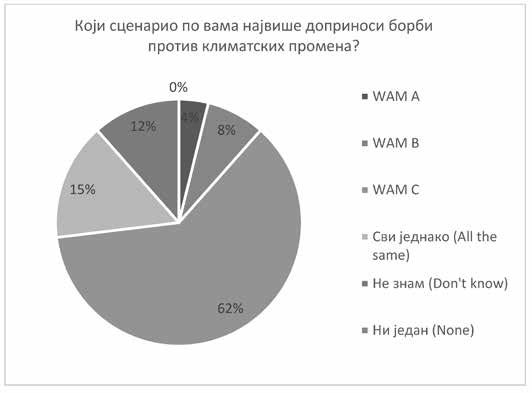 Који сценарио по вама највише доприноси борби
против климатских промена?
0%
4%
8%
12%
15%
62%
WAM A
WAM B
WAM C
Сви једнако (All the
same)
Не знам (Don't know)
Ни један (None)